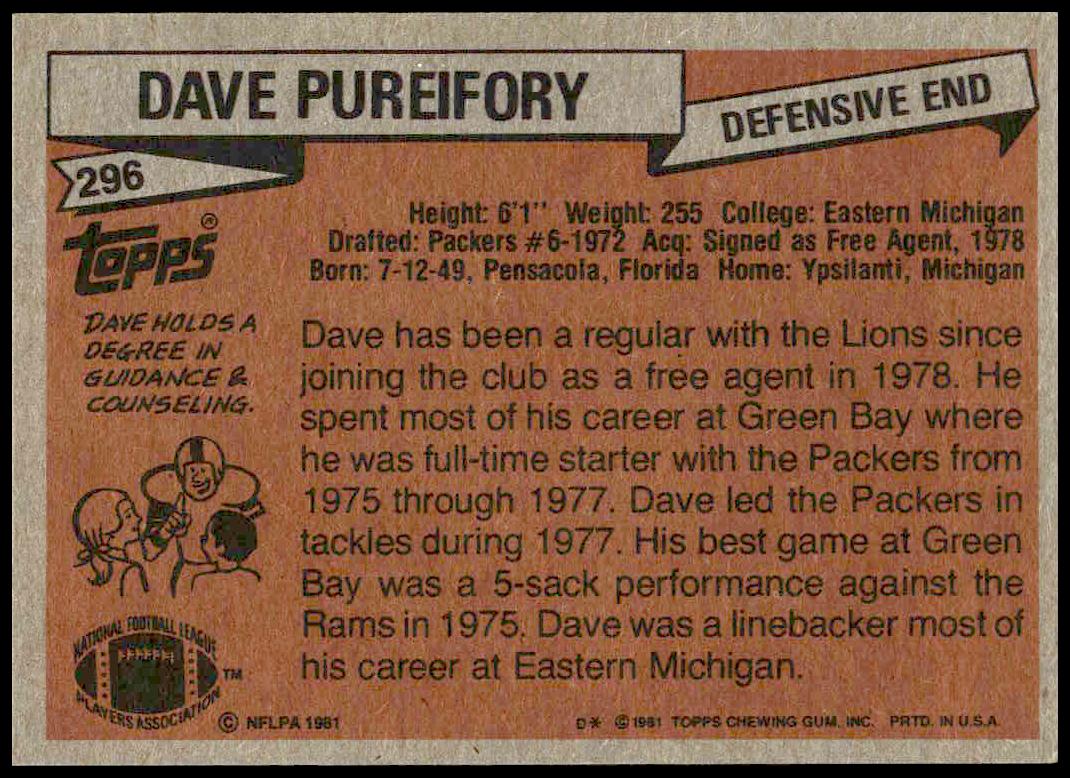 DAVE PUREIFORY
DEFENSIVE END
296
TOPPS®
Height: 6'1'' Weight: 255 College: Eastern Michigan
Drafted: Packers #6-1972 Acq: Signed as Free Agent, 1978
Born: 7-12-49, Pensacola, Florida Home: Ypsilanti, Michigan
DAVE HOLDS A
DEGREE IN
GUIDANCE &
COUNSELING.
Dave has been a regular with the Lions since
joining the club as a free agent in 1978. He
spent most of his career at Green Bay where
he was full-time starter with the Packers from
1975 through 1977. Dave led the Packers in
tackles during 1977. His best game at Green
Bay was a 5-sack performance against the
Rams in 1975. Dave was a linebacker most of
his career at Eastern Michigan.
NATIONAL FOOTBALL LEAGUE
PLAYERS ASSOCIATION
TM
© NFLPA 1981
D* © 1981 TOPPS CHEWING GUM, INC. PRTD. IN U.S.A.